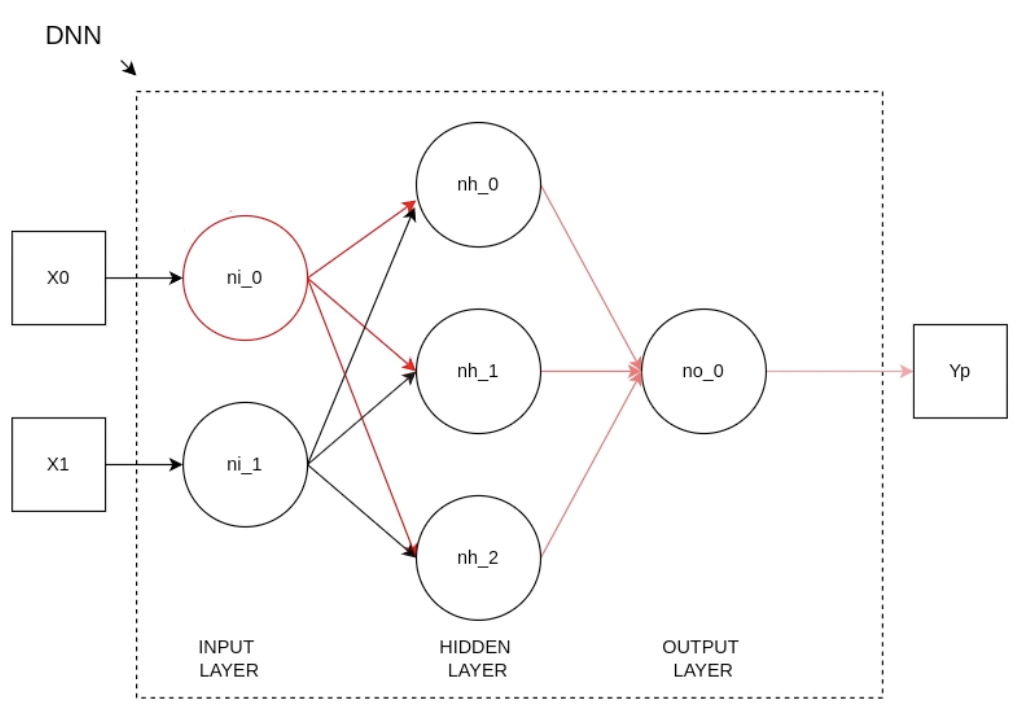 DNN
nh_0
X0
ni_0
nh_1
no_0
Yp
X1
ni_1
nh_2
INPUT
LAYER
HIDDEN
LAYER
OUTPUT
LAYER